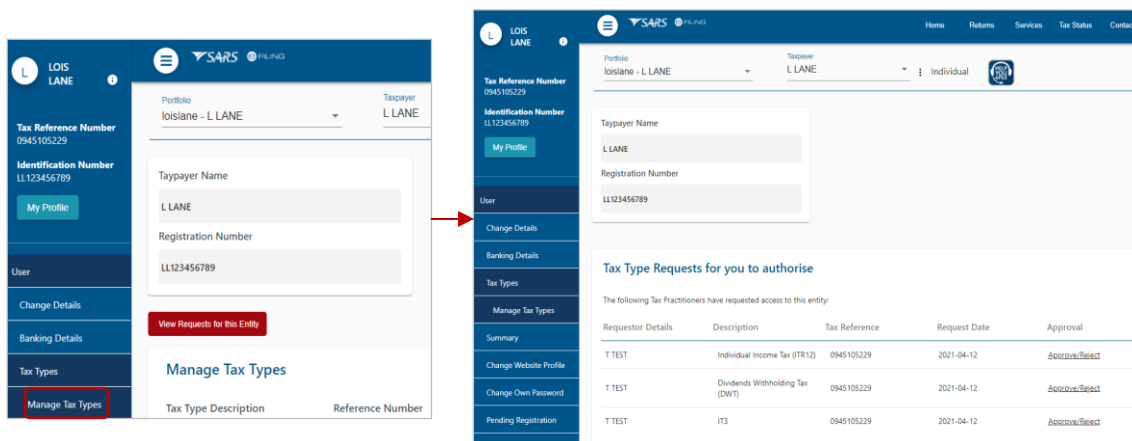 L
LOIS
LANE
Tax Reference Number
0945105229
Identification Number
LL123456789
My Profile
User
Change Details
Banking Details
Tax Types
Manage Tax Types
SARS eFILING
Portfolio
loislane - L LANE
Taxpayer
L LANE
Taypayer Name
L LANE
Registration Number
LL123456789
View Requests for this Entity
Manage Tax Types
Tax Type Description Reference Number
L
LOIS
LANE
Tax Reference Number
0945105229
Identification Number
LL123456789
My Profile
User
Change Details
Banking Details
Tax Types
Manage Tax Types
Summary
Change Website Profile
Change Own Password
Pending Registration
SARS eFILING
Home Returns Services Tax Status Contac
Portfolio
loislane - L LANE
Taxpayer
L LANE
Individual
HELP
YOU
eFILE
Taypayer Name
L LANE
Registration Number
LL123456789
Tax Type Requests for you to authorise
The following Tax Practitioners have requested access to this entity:
Requestor Details Description Tax Reference Request Date Approval
T TEST Individual Income Tax (ITR12) 0945105229 2021-04-12 Approve/Reject
T TEST Dividends Withholding Tax (DWT) 0945105229 2021-04-12 Approve/Reject
T TEST IT3 0945105229 2021-04-12 Approve/Reject